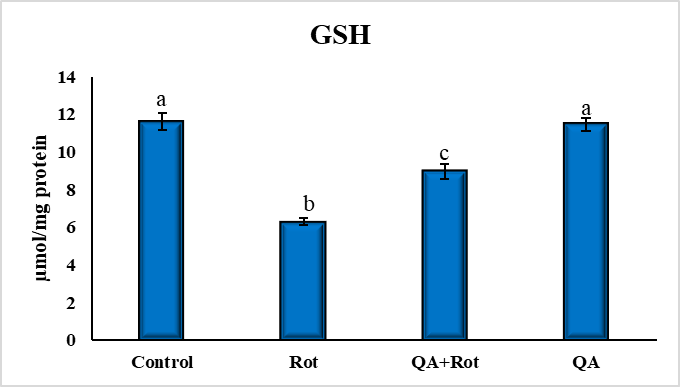 GSH
14
12
10
8
6
4
2
0
µmol/mg protein
a
b
c
a
Control Rot QA+Rot QA